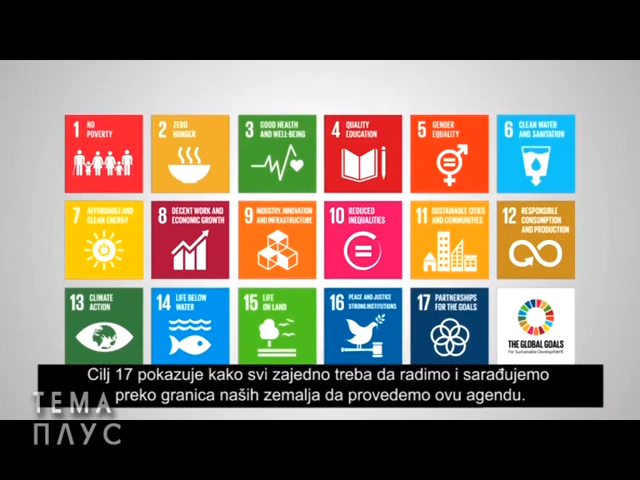 1 NO POVERTY
2 ZERO HUNGER
3 GOOD HEALTH AND WELL-BEING
4 QUALITY EDUCATION
5 GENDER EQUALITY
6 CLEAN WATER AND SANITATION
7 AFFORDABLE AND CLEAN ENERGY
8 DECENT WORK AND ECONOMIC GROWTH
9 INDUSTRY, INNOVATION AND INFRASTRUCTURE
10 REDUCED INEQUALITIES
11 SUSTAINABLE CITIES AND COMMUNITIES
12 RESPONSIBLE CONSUMPTION AND PRODUCTION
13 CLIMATE ACTION
14 LIFE BELOW WATER
15 LIFE ON LAND
16 PEACE AND JUSTICE STRONG INSTITUTIONS
17 PARTNERSHIPS FOR THE GOALS
THE GLOBAL GOALS
For Sustainable Development
Cilj 17 pokazuje kako svi zajedno treba da radimo i sarađujemo
preko granica naših zemalja da provedemo ovu agendu.
ТЕМА
ПЛУС